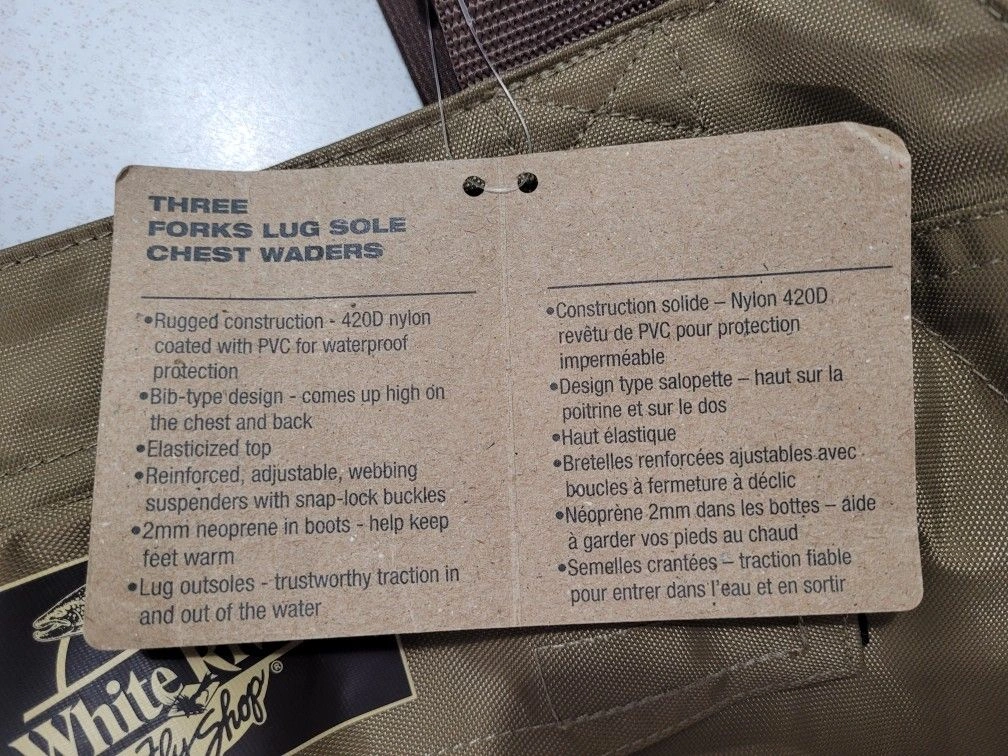 THREE
FORKS LUG SOLE
CHEST WADERS
•Rugged construction - 420D nylon
coated with PVC for waterproof
protection
•Bib-type design - comes up high on
the chest and back
•Elasticized top
•Reinforced, adjustable, webbing
suspenders with snap-lock buckles
•2mm neoprene in boots - help keep
feet warm
•Lug outsoles - trustworthy traction in
and out of the water
•Construction solide – Nylon 420D
revêtu de PVC pour protection
imperméable
•Design type salopette – haut sur la
poitrine et sur le dos
•Haut élastique
•Bretelles renforcées ajustables avec
boucles à fermeture à déclic
•Néoprène 2mm dans les bottes – aide
à garder vos pieds au chaud
•Semelles crantées – traction fiable
pour entrer dans l'eau et en sortir
White
Fly Shop®